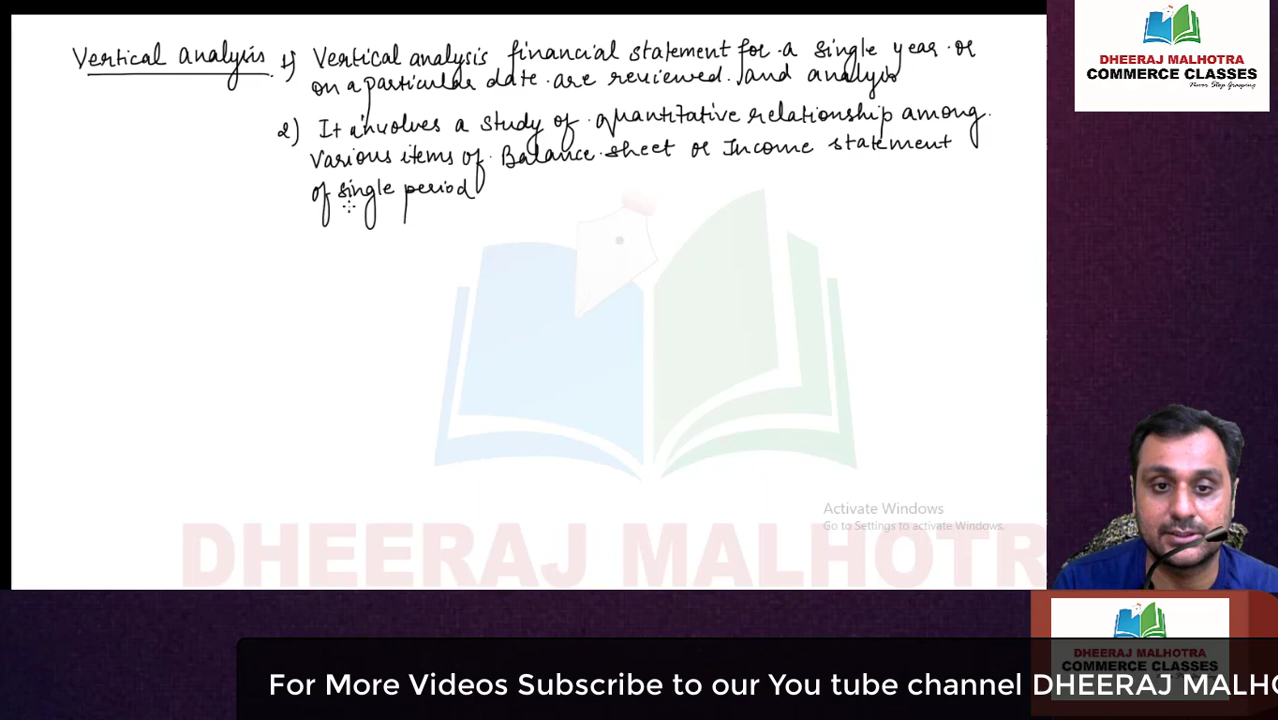 Vertical analysis 1) Vertical analysis financial statement for a single year or
on a particular date are reviewed and analysis
2) It involves a study of quantitative relationship among
various items of Balance sheet or Income statement
of single period
DHEERAJ MALHOTRA
COMMERCE CLASSES
Never Stop Grasping
Activate Windows
Go to Settings to activate Windows.
DHEERAJ MALHOTR
DHEERAJ MALHOTRA
COMMERCE CLASSES
For More Videos Subscribe to our You tube channel DHEERAJ MALHO